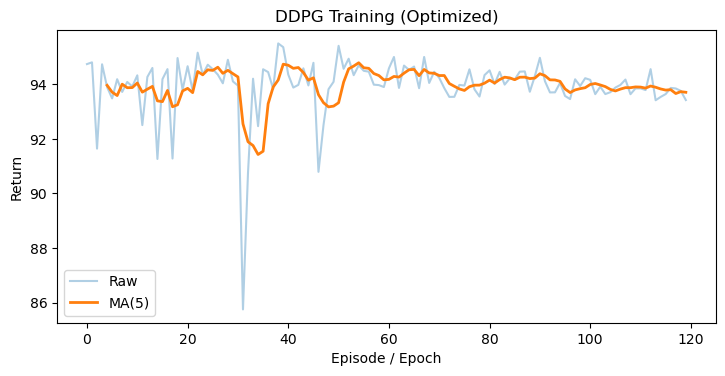 DDPG Training (Optimized)
Return
94
92
90
88
86
Raw
MA(5)
0
20
40
60
80
100
120
Episode / Epoch